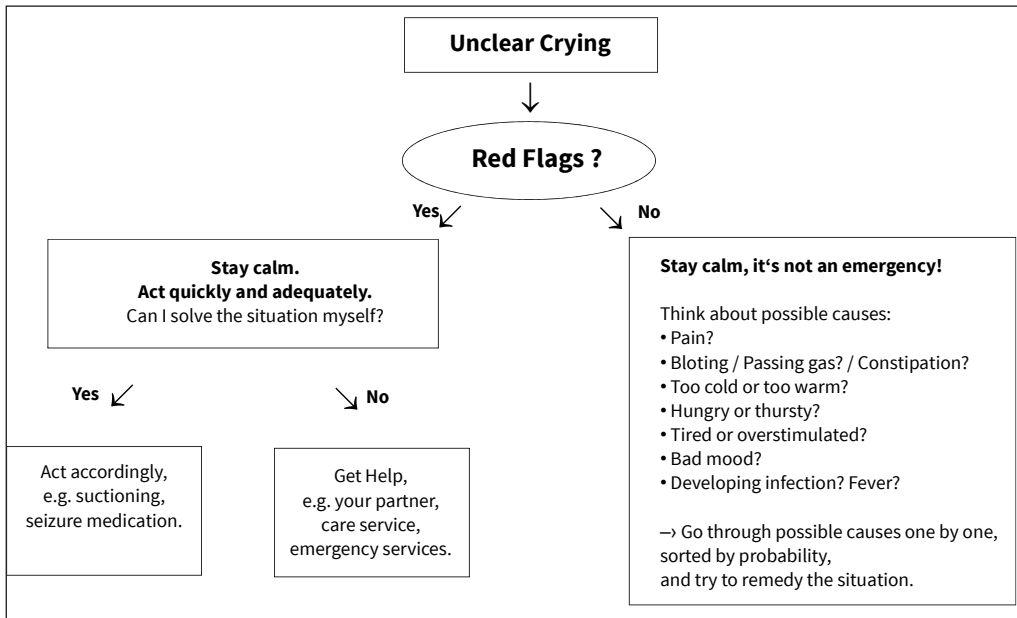 Unclear Crying
Red Flags ?
Yes
No
Stay calm.
Act quickly and adequately.
Can I solve the situation myself?
Yes
No
Act accordingly,
e.g. suctioning,
seizure medication.
Get Help,
e.g. your partner,
care service,
emergency services.
Stay calm, it‘s not an emergency!
Think about possible causes:
• Pain?
• Bloting / Passing gas? / Constipation?
• Too cold or too warm?
• Hungry or thursty?
• Tired or overstimulated?
• Bad mood?
• Developing infection? Fever?
—› Go through possible causes one by one,
sorted by probability,
and try to remedy the situation.